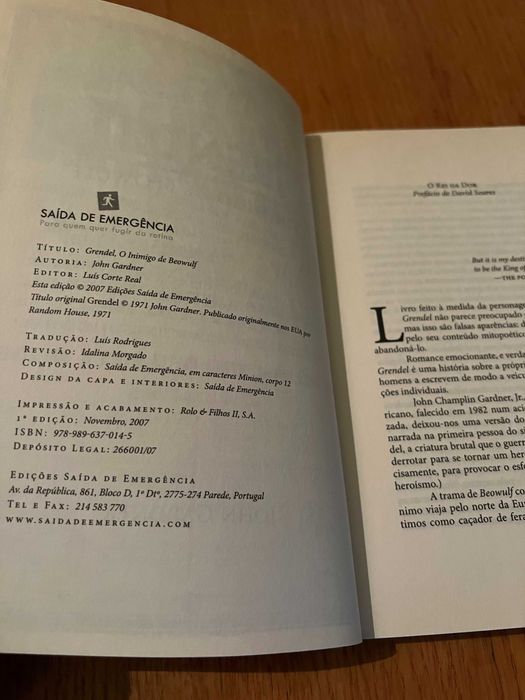 SAÍDA DE EMERGÊNCIA
Para quem quer fugir da rotina
TÍTULO: Grendel, O Inimigo de Beowulf
AUTORIA: John Gardner
EDITOR: Luís Corte Real
Esta edição © 2007 Edições Saída de Emergência
Título original Grendel © 1971 John Gardner. Publicado originalmente nos EUA por
Random House, 1971
TRADUÇÃO: Luís Rodrigues
REVISÃO: Idalina Morgado
COMPOSIÇÃO: Saída de Emergência, em caracteres Minion, corpo 12
DESIGN DA CAPA E INTERIORES: Saída de Emergência
IMPRESSÃO E ACABAMENTO: Rolo & Filhos II, S.A.
1ª EDIÇÃO: Novembro, 2007
ISBN: 978-989-637-014-5
DEPÓSITO LEGAL: 266001/07
EDIÇÕES SAÍDA DE EMERGÊNCIA
Av. da República, 861, Bloco D, 1º Dtº, 2775-274 Parede, Portugal
TEL E FAX: 214 583 770
WWW.SAIDADEEMERGENCIA.COM
O REI DA DOR
Prefácio de David Soares
But it is my desti
to be the King of
—THE PO
Livro feito à medida da personag
Grendel não parece preocupado
mas isso são falsas aparências: d
pelo seu conteúdo mitopoétic
abandoná-lo.
Romance emocionante, e verda
Grendel é uma história sobre a própri
homens a escrevem de modo a veicu
ções individuais.
John Champlin Gardner, Jr.,
ricano, falecido em 1982 num aci
zada, deixou-nos uma versão do
narrada na primeira pessoa do si
del, a criatura brutal que o guerr
derrotar para se tornar um her
cisamente, para provocar o esf
heroísmo.)
A trama de Beowulf co
nimo viaja pelo norte da Eur
timos como caçador de fera